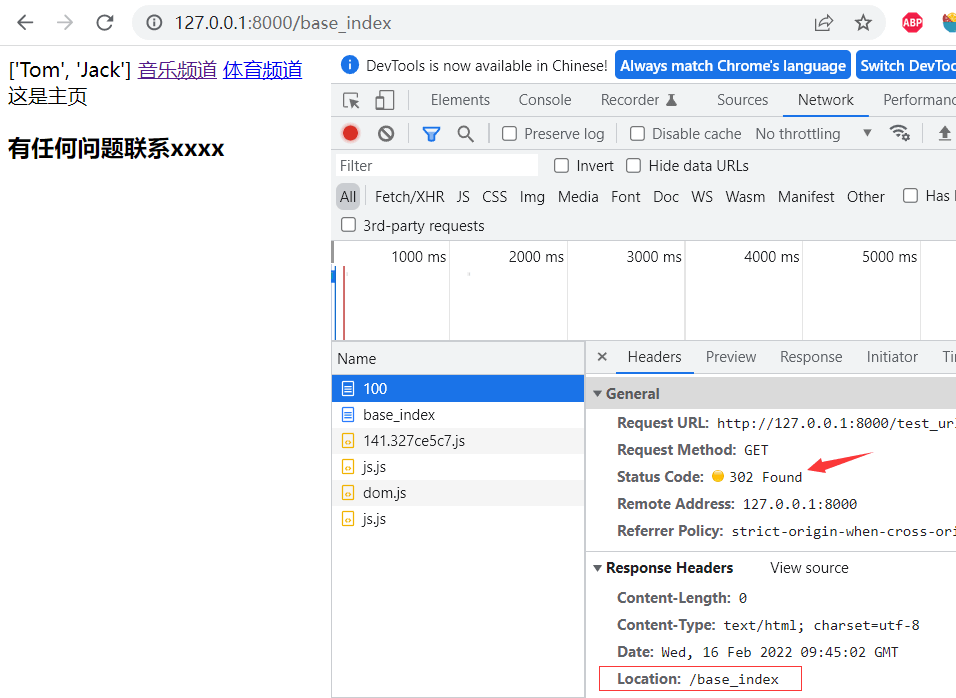 127.0.0.1:8000/base_index
ABP
['Tom', 'Jack'] 音乐频道 体育频道
这是主页
有任何问题联系xxxx
DevTools is now available in Chinese! Always match Chrome's language Switch DevToo
Elements Console Recorder Sources Network Performanc
Preserve log Disable cache No throttling
Filter Invert Hide data URLs
All Fetch/XHR JS CSS Img Media Font Doc WS Wasm Manifest Other Has
3rd-party requests
1000 ms 2000 ms 3000 ms 4000 ms 5000 ms
Name
100
base_index
141.327ce5c7.js
js.js
dom.js
js.js
× Headers Preview Response Initiator Ti
General
Request URL: http://127.0.0.1:8000/test_ur
Request Method: GET
Status Code: 302 Found
Remote Address: 127.0.0.1:8000
Referrer Policy: strict-origin-when-cross-ori
Response Headers View source
Content-Length: 0
Content-Type: text/html; charset=utf-8
Date: Wed, 16 Feb 2022 09:45:02 GMT
Location: /base_index